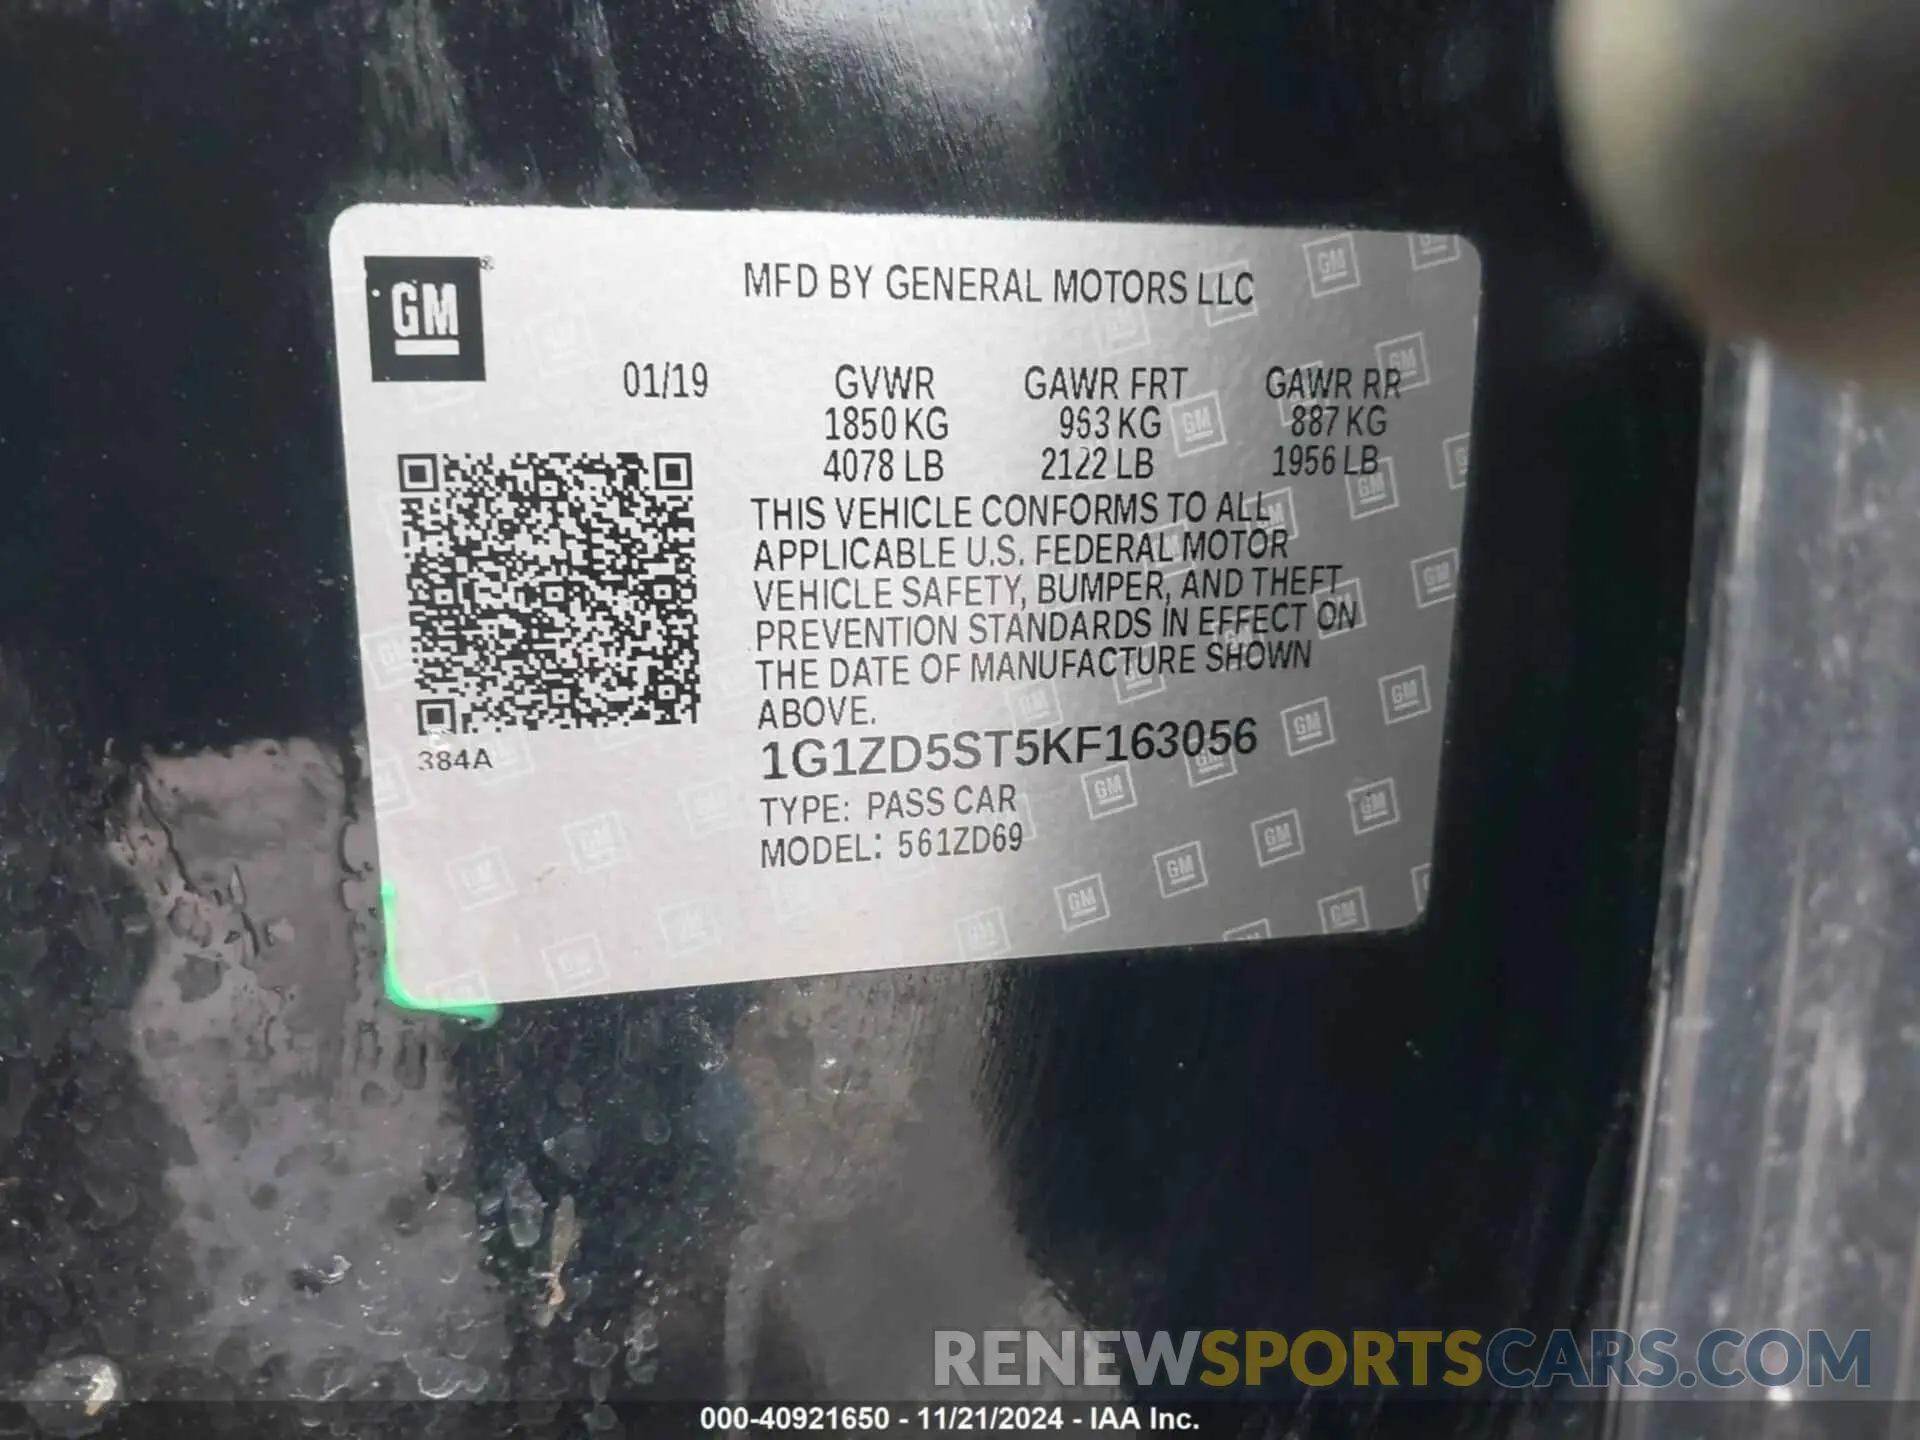 GM
MFD BY GENERAL MOTORS LLC
01/19 GVWR GAWR FRT GAWR RR
1850 KG 963 KG 887 KG
4078 LB 2122 LB 1956 LB
THIS VEHICLE CONFORMS TO ALL
APPLICABLE U.S. FEDERAL MOTOR
VEHICLE SAFETY, BUMPER, AND THEFT
PREVENTION STANDARDS IN EFFECT ON
THE DATE OF MANUFACTURE SHOWN
ABOVE.
384A
1G1ZD5ST5KF163056
TYPE: PASS CAR
MODEL: 561ZD69
RENEWSPORTSCARS.COM
000-40921650 - 11/21/2024 - IAA Inc.